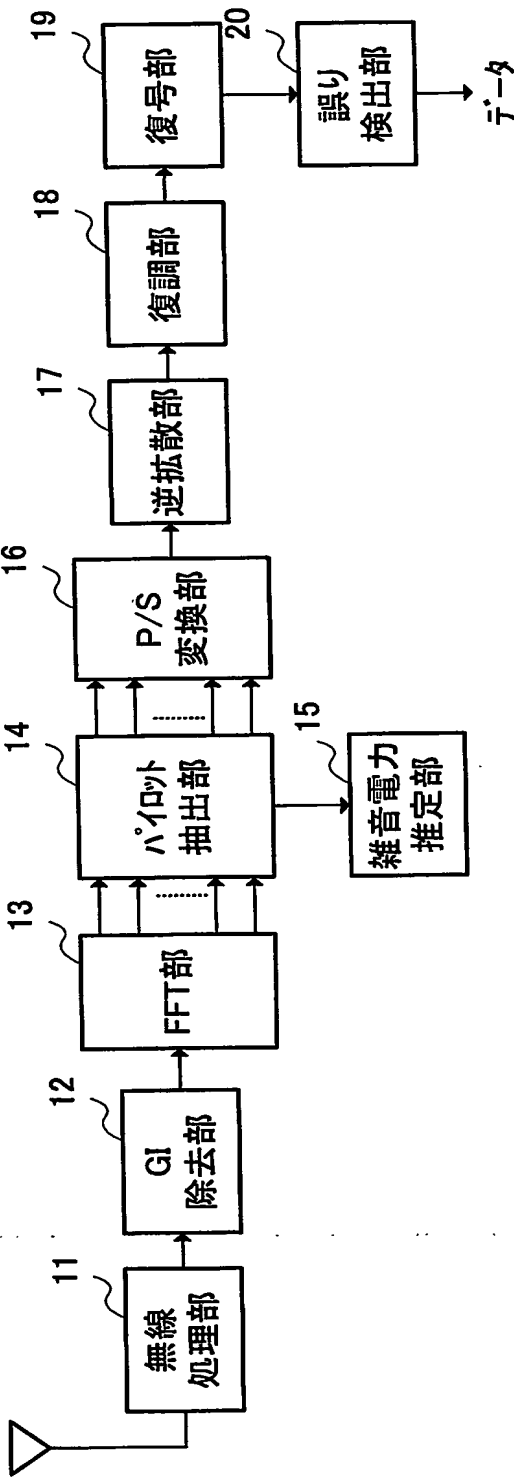 11
無線
処理部
12
GI
除去部
13
FFT部
14
パイロット
抽出部
15
雑音電力
推定部
16
P/S
変換部
17
逆拡散部
18
復調部
19
復号部
20
誤り
検出部
データ